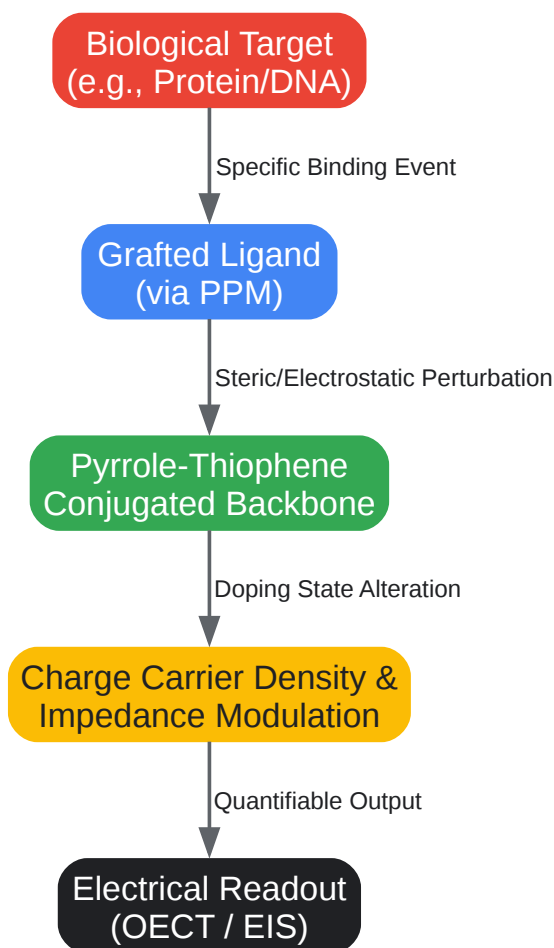 Biological Target
(e.g., Protein/DNA)
Specific Binding Event
Grafted Ligand
(via PPM)
Steric/Electrostatic Perturbation
Pyrrole-Thiophene
Conjugated Backbone
Doping State Alteration
Charge Carrier Density &
Impedance Modulation
Quantifiable Output
Electrical Readout
(OECT / EIS)